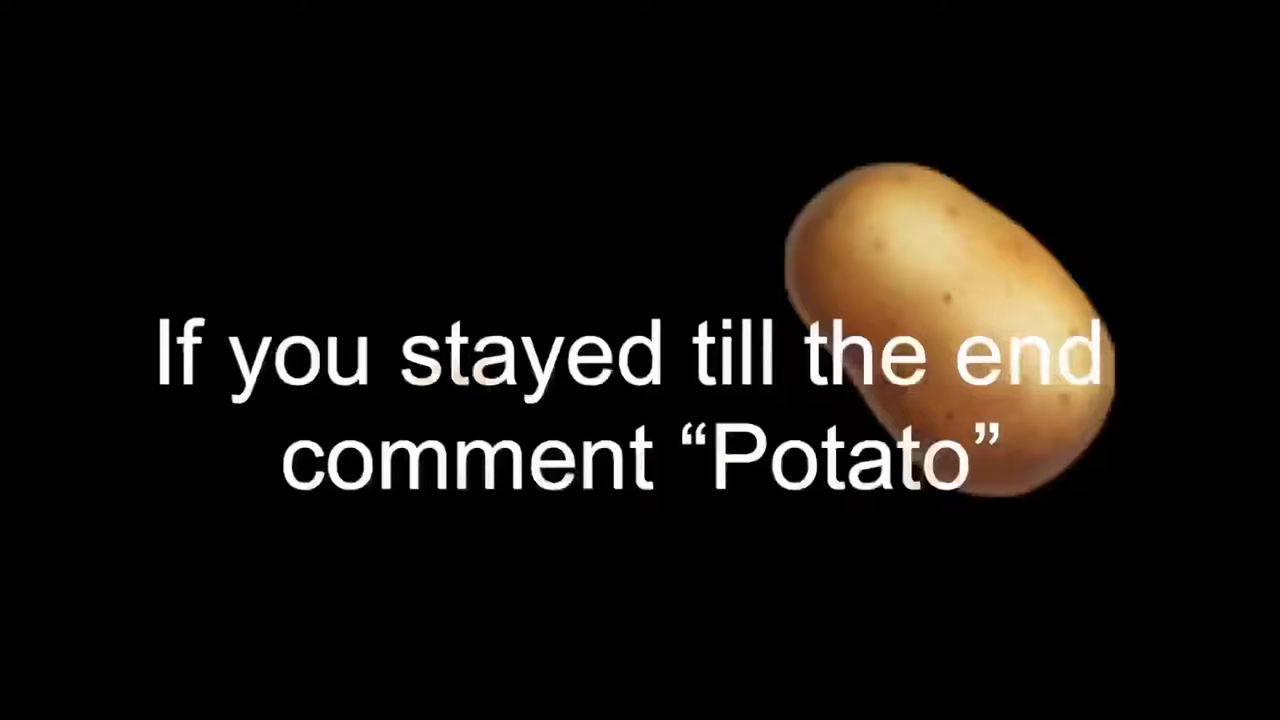 If you stayed till the end
comment “Potato”